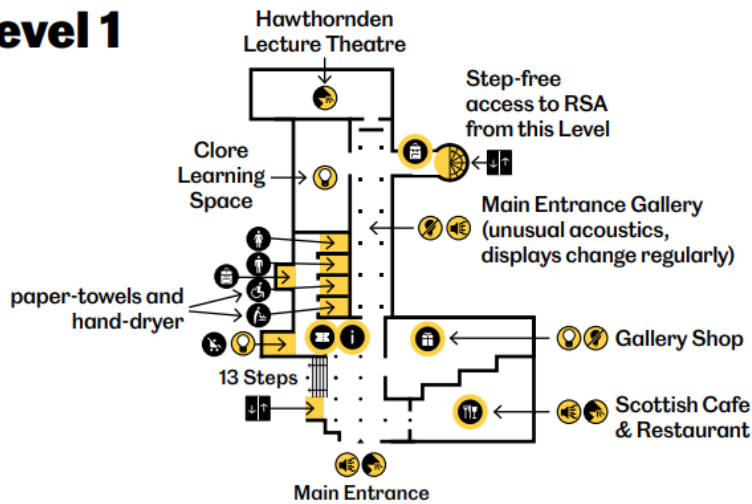 evel 1
Hawthornden
Lecture Theatre
Step-free
access to RSA
from this Level
Clore
Learning
Space
Main Entrance Gallery
(unusual acoustics,
displays change regularly)
paper-towels and
hand-dryer
i
Gallery Shop
13 Steps
Scottish Cafe
& Restaurant
Main Entrance